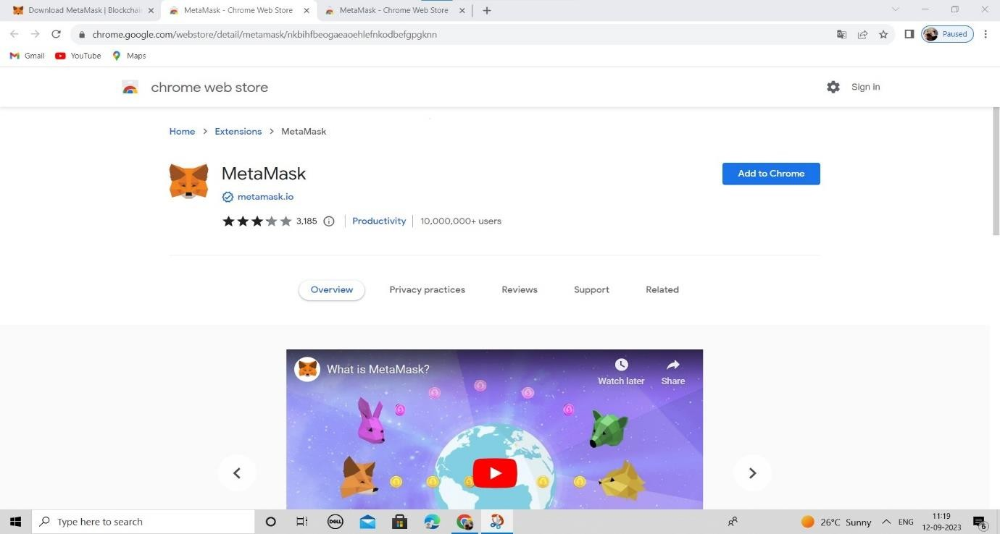 Download MetaMask | Blockchai
MetaMask - Chrome Web Store
MetaMask - Chrome Web Store
chrome.google.com/webstore/detail/metamask/nkbihfbeogaeaoehlefnkodbefgpgknn
Paused
Gmail
YouTube
Maps
chrome web store
Sign in
Home > Extensions > MetaMask
MetaMask
Add to Chrome
metamask.io
3,185
Productivity
10,000,000+ users
Overview
Privacy practices
Reviews
Support
Related
What is MetaMask?
Watch later
Share
Type here to search
DELL
26°C Sunny
ENG
11:19
12-09-2023
6